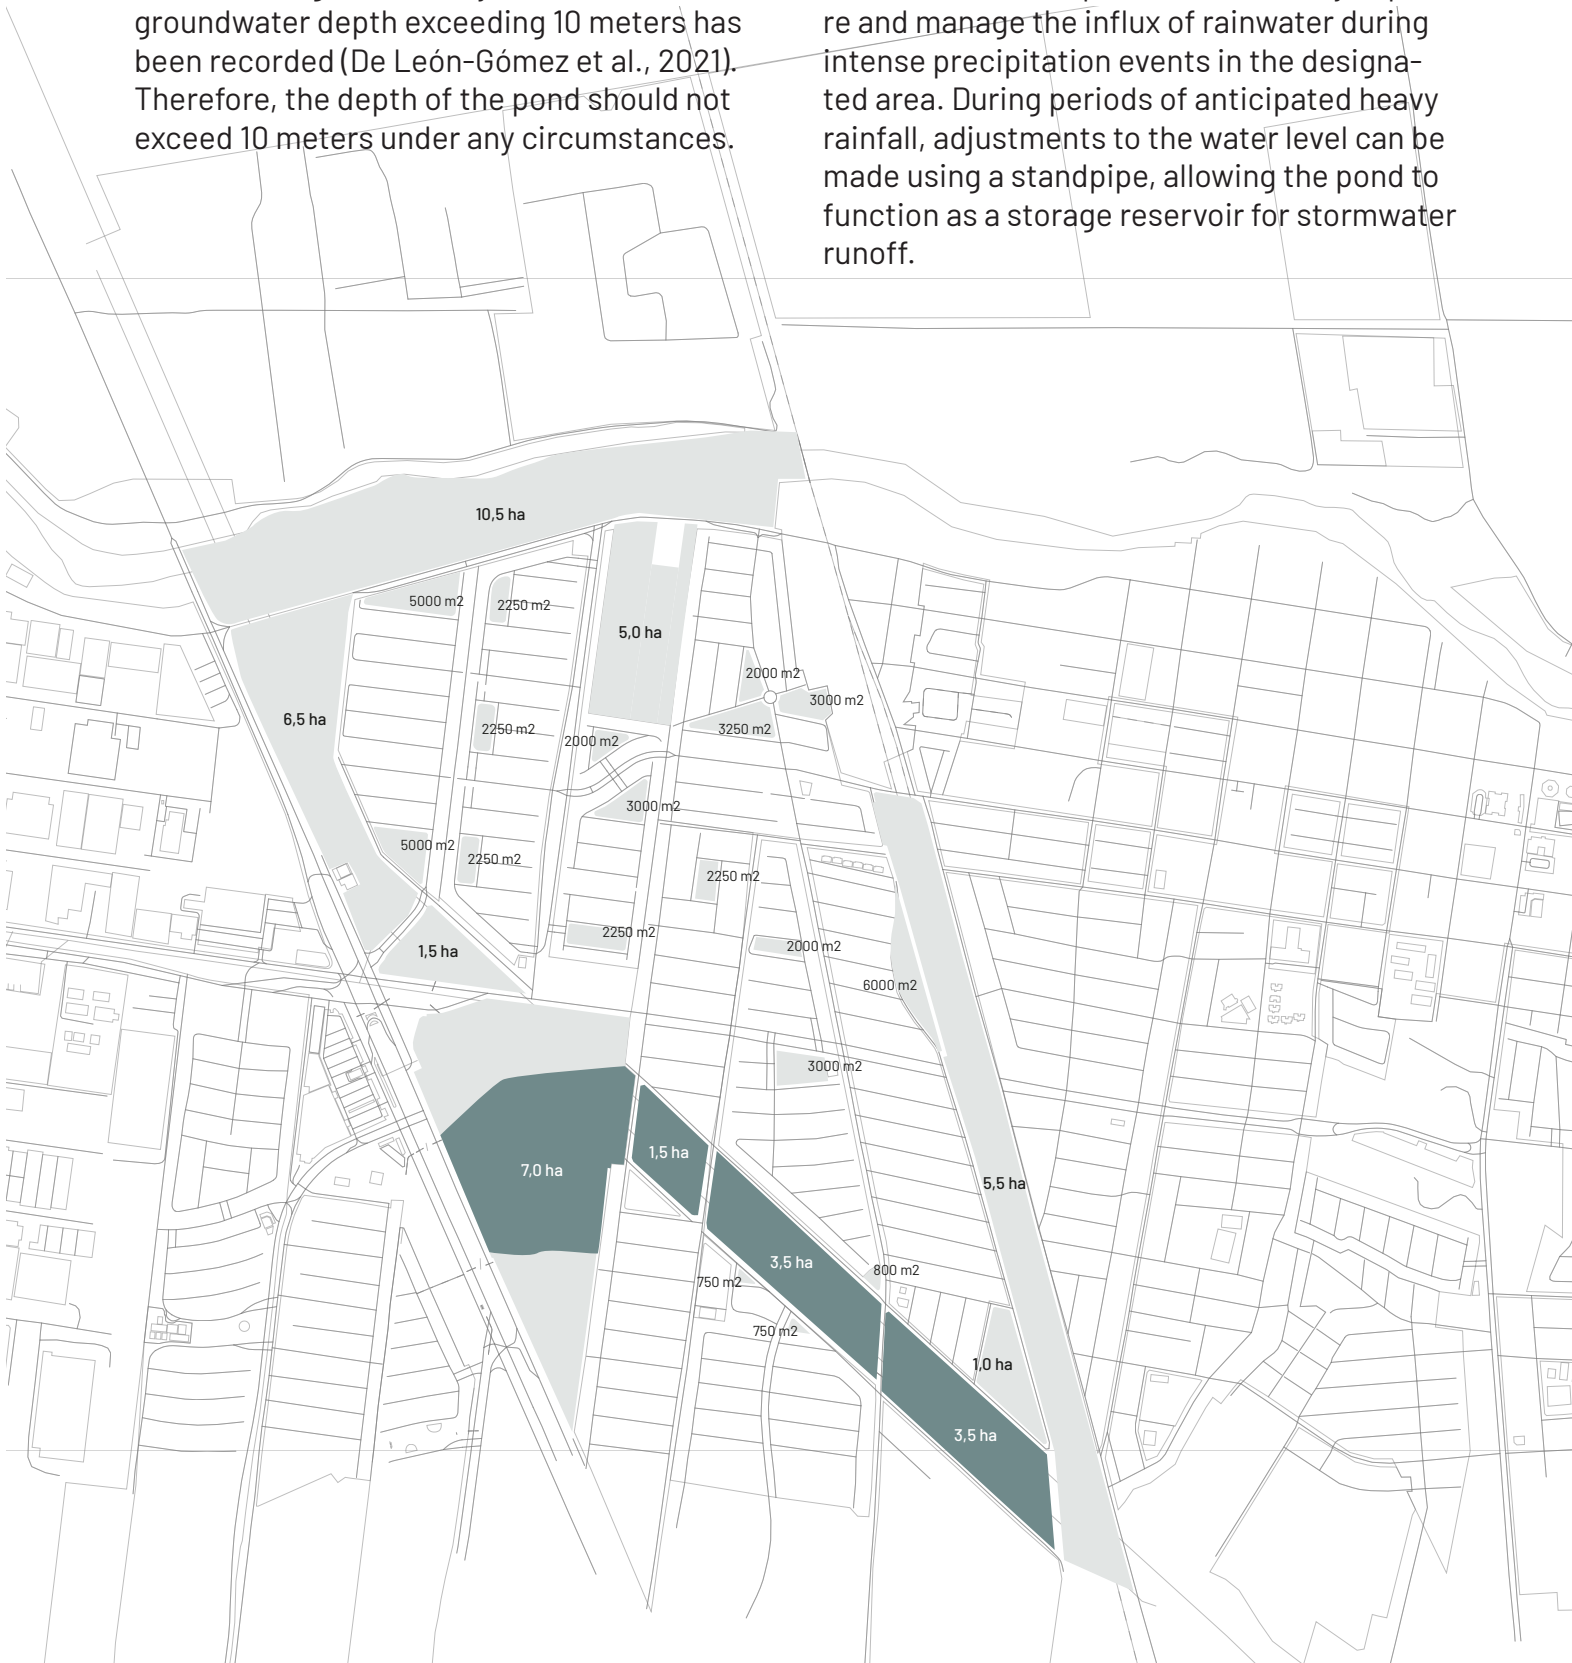 groundwater depth exceeding 10 meters has
been recorded (De León-Gómez et al., 2021).
Therefore, the depth of the pond should not
exceed 10 meters under any circumstances.
re and manage the influx of rainwater during
intense precipitation events in the designa-
ted area. During periods of anticipated heavy
rainfall, adjustments to the water level can be
made using a standpipe, allowing the pond to
function as a storage reservoir for stormwater
runoff.
10,5 ha
5000 m2
2250 m2
5,0 ha
2000 m2
3000 m2
6,5 ha
2250 m2
2000 m2
3250 m2
3000 m2
5000 m2
2250 m2
2250 m2
2250 m2
2000 m2
1,5 ha
6000 m2
3000 m2
1,5 ha
7,0 ha
5,5 ha
3,5 ha
800 m2
750 m2
750 m2
1,0 ha
3,5 ha